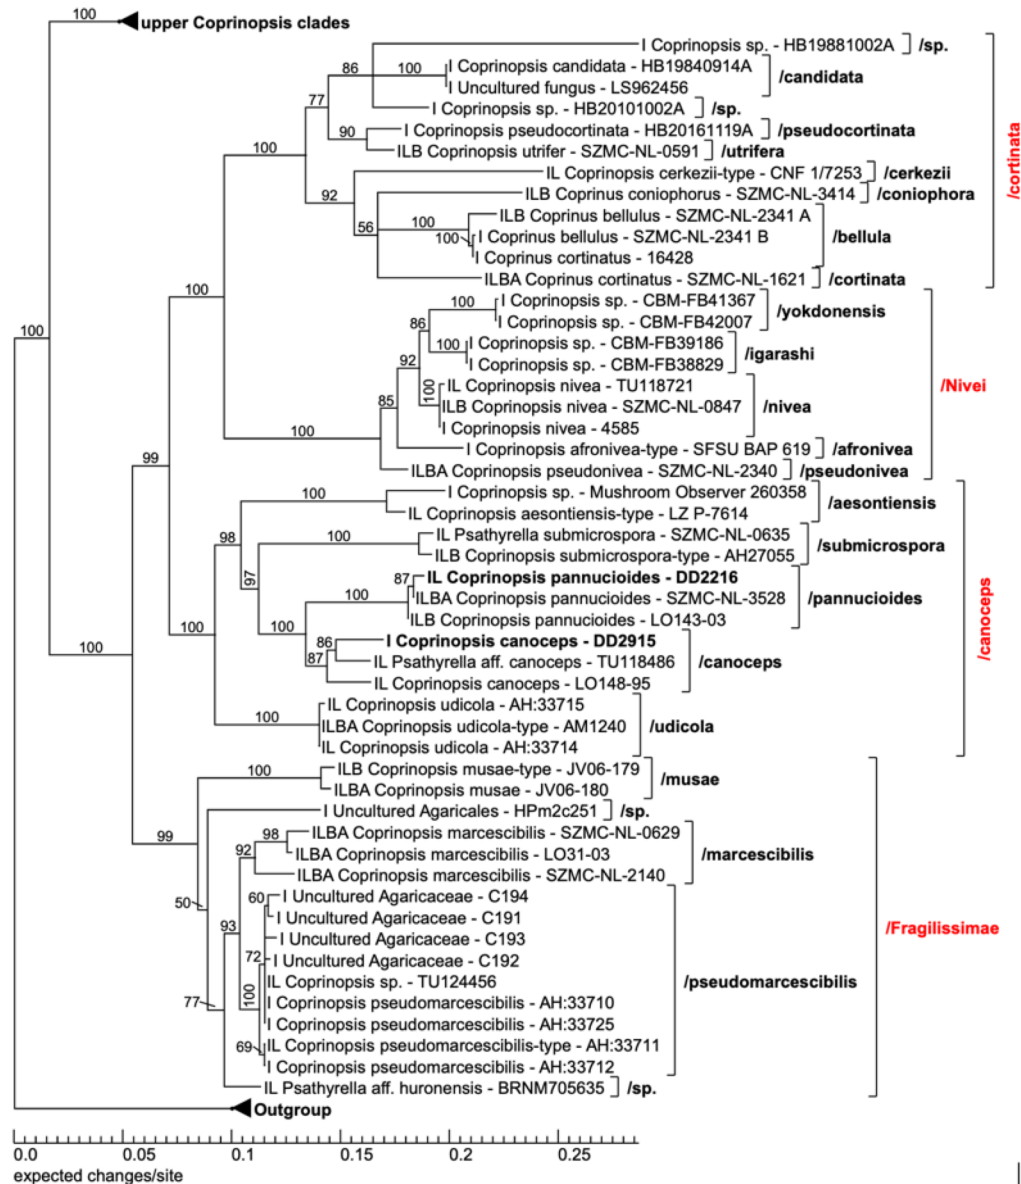 100
upper Coprinopsis clades
I Coprinopsis sp. - HB19881002A /sp.
86 100 I Coprinopsis candidata - HB19840914A
/candidata
I Uncultured fungus - LS962456
77
I Coprinopsis sp. - HB20101002A /sp.
90 I Coprinopsis pseudocortinata - HB20161119A /pseudocortinata
/cortinata
100
ILB Coprinopsis utrifer - SZMC-NL-0591 /utrifera
IL Coprinopsis cerkezii-type - CNF 1/7253 /cerkezii
92
ILB Coprinus coniophorus - SZMC-NL-3414 /coniophora
56 100 ILB Coprinus bellulus - SZMC-NL-2341 A
100 I Coprinus bellulus - SZMC-NL-2341 B /bellula
I Coprinus cortinatus - 16428
ILBA Coprinus cortinatus - SZMC-NL-1621 /cortinata
100
100 I Coprinopsis sp. - CBM-FB41367
/yokdonensis
I Coprinopsis sp. - CBM-FB42007
86
100
100 I Coprinopsis sp. - CBM-FB39186
/igarashi
I Coprinopsis sp. - CBM-FB38829
92
100 IL Coprinopsis nivea - TU118721
/Nivei
85
ILB Coprinopsis nivea - SZMC-NL-0847 /nivea
I Coprinopsis nivea - 4585
100
I Coprinopsis afronivea-type - SFSU BAP 619 /afronivea
99
ILBA Coprinopsis pseudonivea - SZMC-NL-2340 /pseudonivea
100 I Coprinopsis sp. - Mushroom Observer 260358
/aesontiensis
IL Coprinopsis aesontiensis-type - LZ P-7614
98
100 IL Psathyrella submicrospora - SZMC-NL-0635
/submicrospora
ILB Coprinopsis submicrospora-type - AH27055
97
87 IL Coprinopsis pannucioides - DD2216
100 ILBA Coprinopsis pannucioides - SZMC-NL-3528 /pannucioides
ILB Coprinopsis pannucioides - LO143-03
100
100
/canoceps
86 I Coprinopsis canoceps - DD2915
100
87 IL Psathyrella aff. canoceps - TU118486 /canoceps
IL Coprinopsis canoceps - LO148-95
IL Coprinopsis udicola - AH:33715
100 ILBA Coprinopsis udicola-type - AM1240 /udicola
IL Coprinopsis udicola - AH:33714
100 ILB Coprinopsis musae-type - JV06-179
/musae
ILBA Coprinopsis musae - JV06-180
I Uncultured Agaricales - HPm2c251 /sp.
99
98 ILBA Coprinopsis marcescibilis - SZMC-NL-0629
92 ILBA Coprinopsis marcescibilis - LO31-03 /marcescibilis
ILBA Coprinopsis marcescibilis - SZMC-NL-2140
50
60 I Uncultured Agaricaceae - C194
I Uncultured Agaricaceae - C191
93
/Fragilissimae
I Uncultured Agaricaceae - C193
72 I Uncultured Agaricaceae - C192
IL Coprinopsis sp. - TU124456 /pseudomarcescibilis
77 100 I Coprinopsis pseudomarcescibilis - AH:33710
I Coprinopsis pseudomarcescibilis - AH:33725
69 IL Coprinopsis pseudomarcescibilis-type - AH:33711
I Coprinopsis pseudomarcescibilis - AH:33712
IL Psathyrella aff. huronensis - BRNM705635 /sp.
Outgroup
0.0 0.05 0.1 0.15 0.2 0.25
expected changes/site